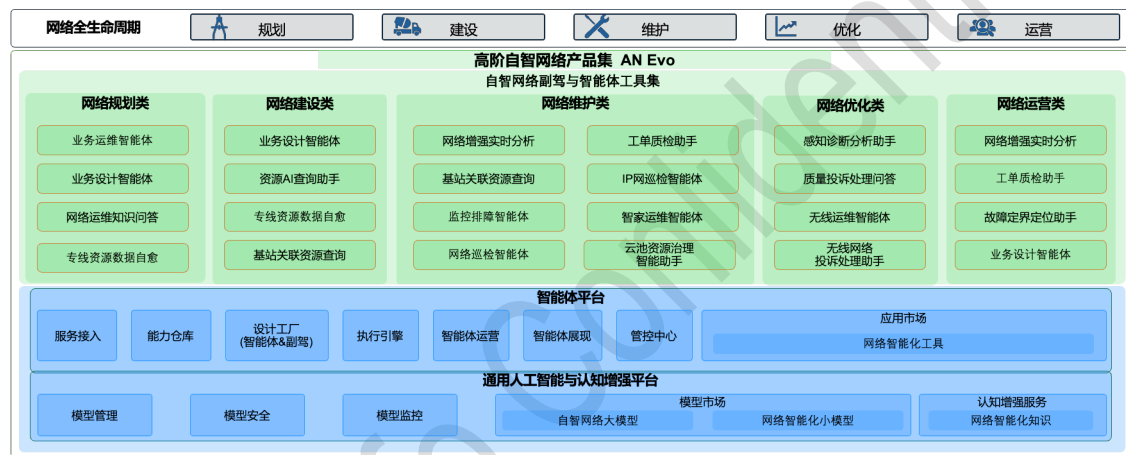 网络全生命周期
规划
建设
维护
优化
运营
高阶自智网络产品集 AN Evo
自智网络副驾与智能体工具集
网络规划类
业务运维智能体
业务设计智能体
网络运维知识问答
专线资源数据自愈
网络建设类
业务设计智能体
资源AI查询助手
专线资源数据自愈
基站关联资源查询
网络维护类
网络增强实时分析
工单质检助手
基站关联资源查询
IP网巡检智能体
监控排障智能体
智家运维智能体
网络巡检智能体
云池资源治理
智能助手
网络优化类
感知诊断分析助手
质量投诉处理问答
无线运维智能体
无线网络
投诉处理助手
网络运营类
网络增强实时分析
工单质检助手
故障定界定位助手
业务设计智能体
智能体平台
服务接入
能力仓库
设计工厂
(智能体&副驾)
执行引擎
智能体运营
智能体展现
管控中心
应用市场
网络智能化工具
通用人工智能与认知增强平台
模型管理
模型安全
模型监控
模型市场
自智网络大模型
网络智能化小模型
认知增强服务
网络智能化知识